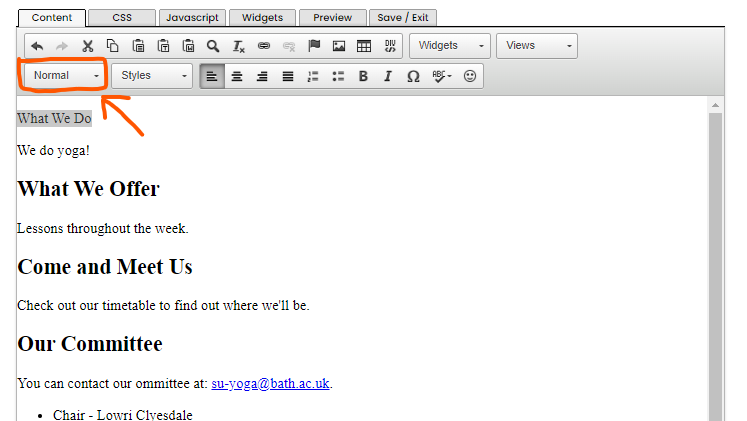 Content CSS Javascript Widgets Preview Save / Exit
DIV Widgets Views
Normal Styles B I Ω ABC
What We Do
We do yoga!
What We Offer
Lessons throughout the week.
Come and Meet Us
Check out our timetable to find out where we'll be.
Our Committee
You can contact our ommittee at: su-yoga@bath.ac.uk.
• Chair - Lowri Clyesdale